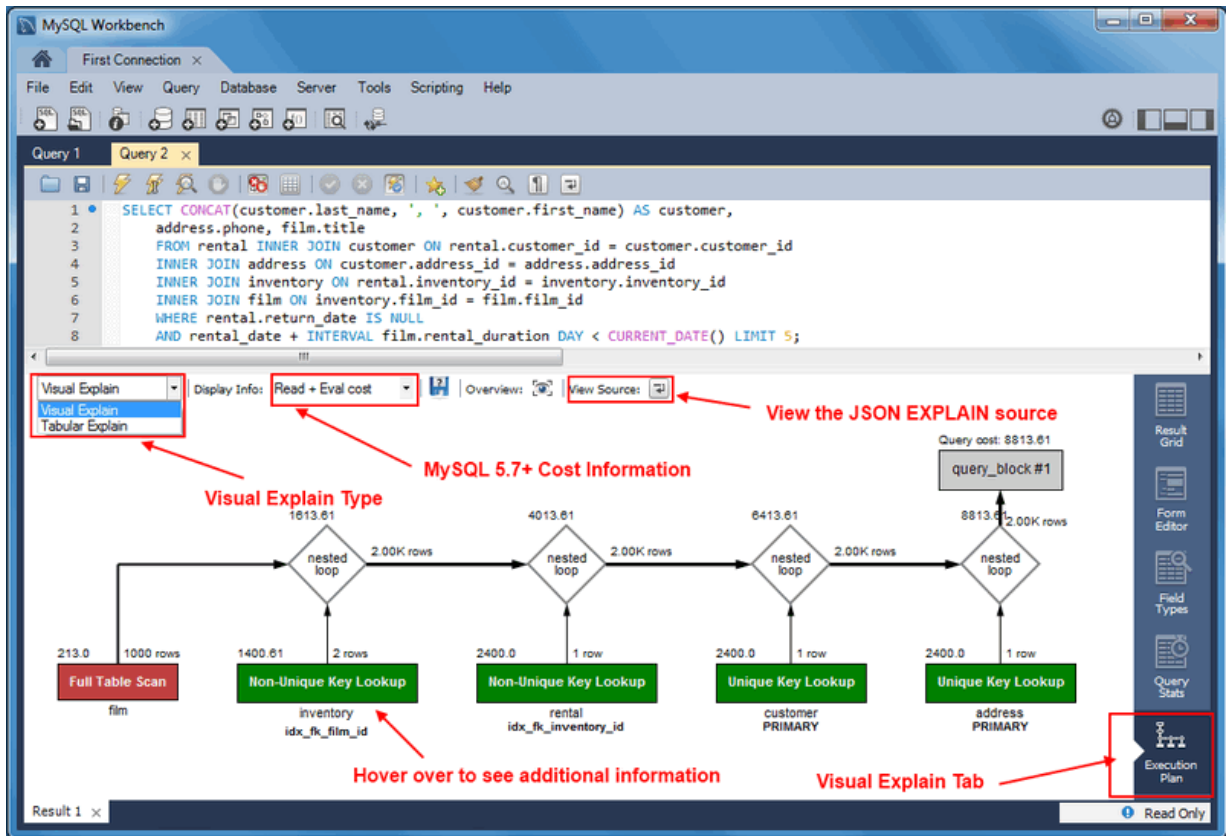 MySQL Workbench
First Connection ×
File Edit View Query Database Server Tools Scripting Help
Query 1 Query 2 ×
1 SELECT CONCAT(customer.last_name, ', ', customer.first_name) AS customer,
2 address.phone, film.title
3 FROM rental INNER JOIN customer ON rental.customer_id = customer.customer_id
4 INNER JOIN address ON customer.address_id = address.address_id
5 INNER JOIN inventory ON rental.inventory_id = inventory.inventory_id
6 INNER JOIN film ON inventory.film_id = film.film_id
7 WHERE rental.return_date IS NULL
8 AND rental_date + INTERVAL film.rental_duration DAY < CURRENT_DATE() LIMIT 5;
Visual Explain Display Info: Read + Eval cost Overview: View Source:
Visual Explain
Tabular Explain
View the JSON EXPLAIN source
MySQL 5.7+ Cost Information
Visual Explain Type
Query cost: 8813.61
query_block #1
1613.61 4013.61 6413.61 8813.61
2.00K rows
nested loop 2.00K rows nested loop 2.00K rows nested loop 2.00K rows nested loop
213.0 1000 rows 1400.61 2 rows 2400.0 1 row 2400.0 1 row 2400.0 1 row
Full Table Scan Non-Unique Key Lookup Non-Unique Key Lookup Unique Key Lookup Unique Key Lookup
film inventory rental customer address
idx_fk_film_id idx_fk_inventory_id PRIMARY PRIMARY
Hover over to see additional information
Visual Explain Tab
Result Grid
Form Editor
Field Types
Query Stats
Execution Plan
Result 1 × Read Only